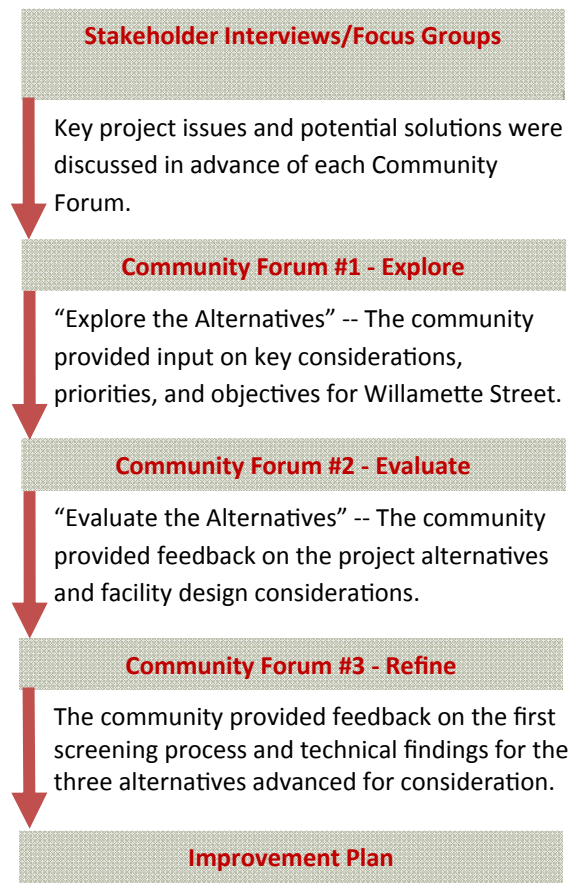 Stakeholder Interviews/Focus Groups
Key project issues and potential solutions were
discussed in advance of each Community
Forum.
Community Forum #1 - Explore
“Explore the Alternatives” -- The community
provided input on key considerations,
priorities, and objectives for Willamette Street.
Community Forum #2 - Evaluate
“Evaluate the Alternatives” -- The community
provided feedback on the project alternatives
and facility design considerations.
Community Forum #3 - Refine
The community provided feedback on the first
screening process and technical findings for the
three alternatives advanced for consideration.
Improvement Plan